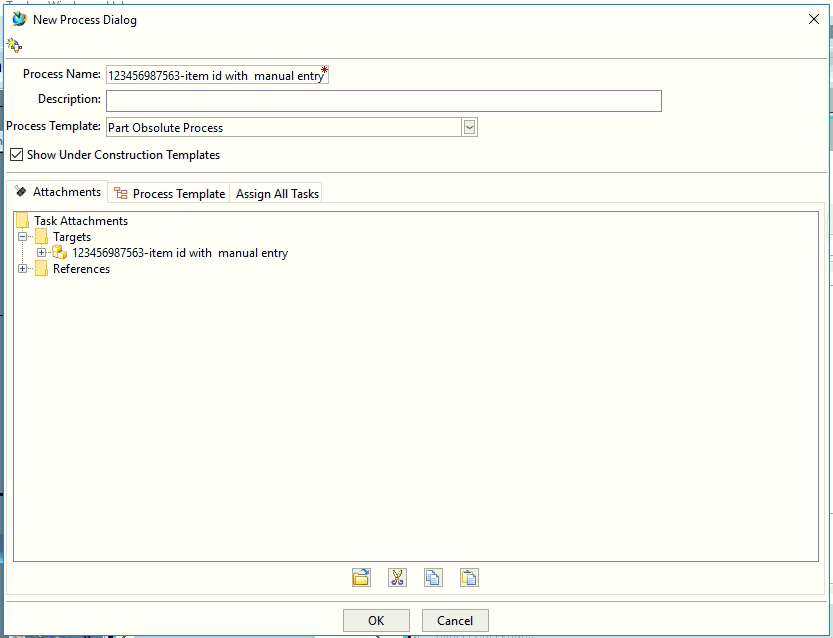 New Process Dialog
Process Name: 123456987563-item id with  manual entry*
Description:
Process Template: Part Obsolute Process
Show Under Construction Templates
Attachments Process Template Assign All Tasks
Task Attachments
Targets
123456987563-item id with  manual entry
References
OK Cancel